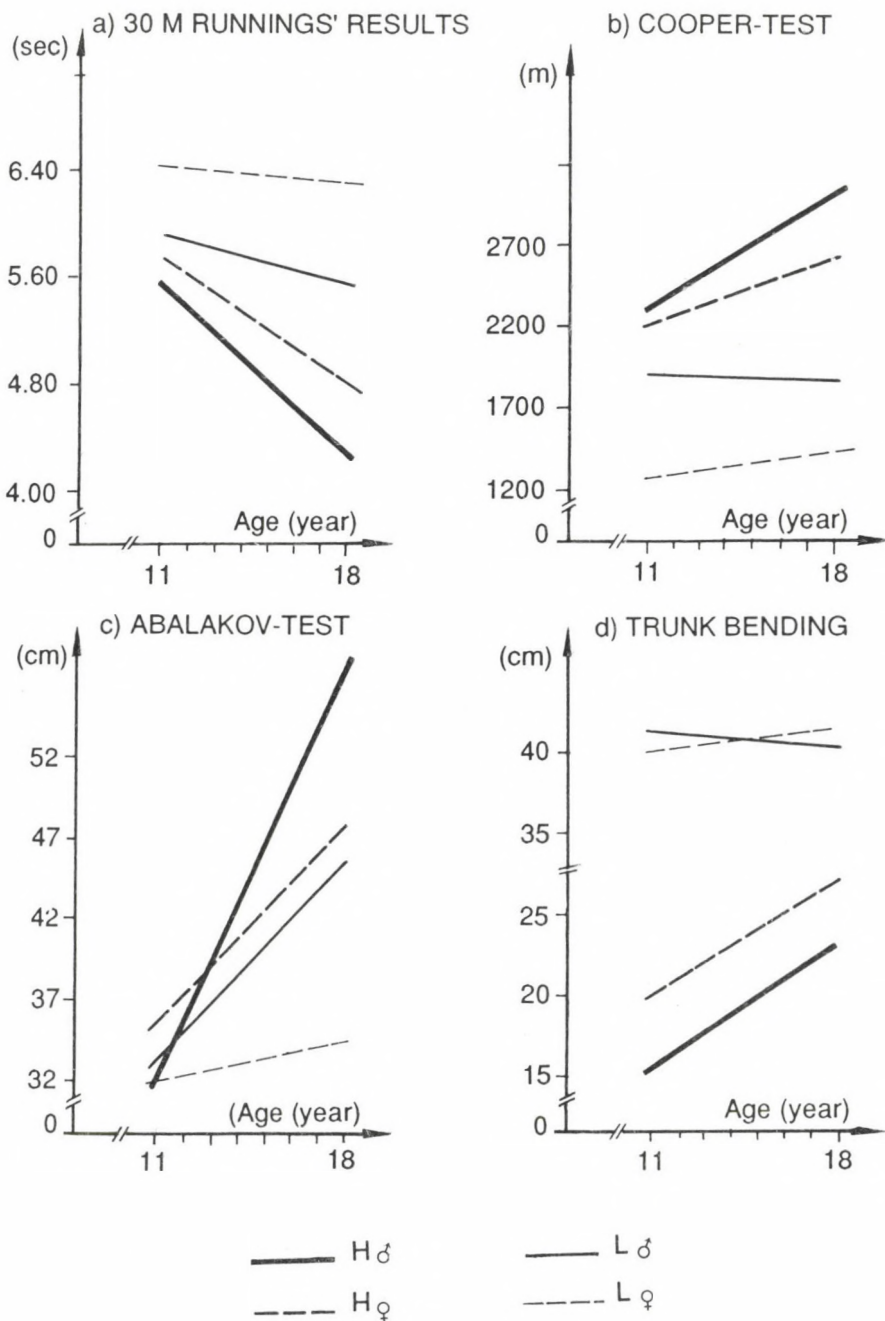 a) 30 M RUNNINGS' RESULTS
(sec)
6.40
5.60
4.80
4.00
0
Age (year)
11
18
b) COOPER-TEST
(m)
2700
2200
1700
1200
0
Age (year)
11
18
c) ABALAKOV-TEST
(cm)
52
47
42
37
32
0
(Age (year)
11
18
d) TRUNK BENDING
(cm)
40
35
25
20
15
0
Age (year)
11
18
H♂
L♂
H♀
L♀